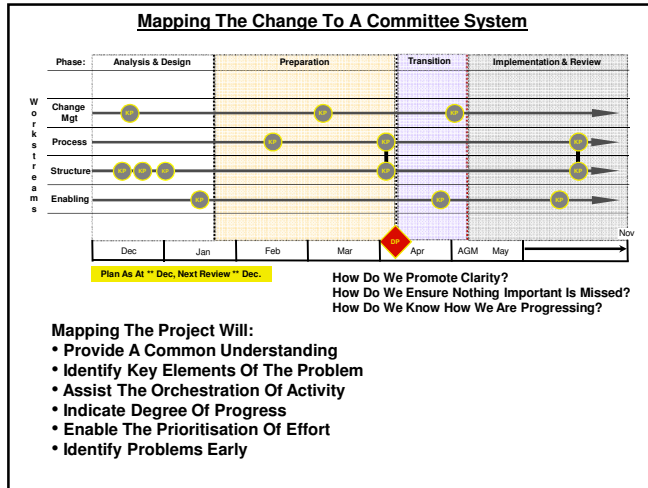 Mapping The Change To A Committee System
Phase: Analysis & Design Preparation Transition Implementation & Review
Workstreams
Change Mgt
KP KP KP
Process
KP KP KP
Structure
KP KP KP KP KP
Enabling
KP KP KP
DP
Nov
Dec Jan Feb Mar Apr AGM May
Plan As At ** Dec, Next Review ** Dec.
How Do We Promote Clarity?
How Do We Ensure Nothing Important Is Missed?
How Do We Know How We Are Progressing?
Mapping The Project Will:
• Provide A Common Understanding
• Identify Key Elements Of The Problem
• Assist The Orchestration Of Activity
• Indicate Degree Of Progress
• Enable The Prioritisation Of Effort
• Identify Problems Early